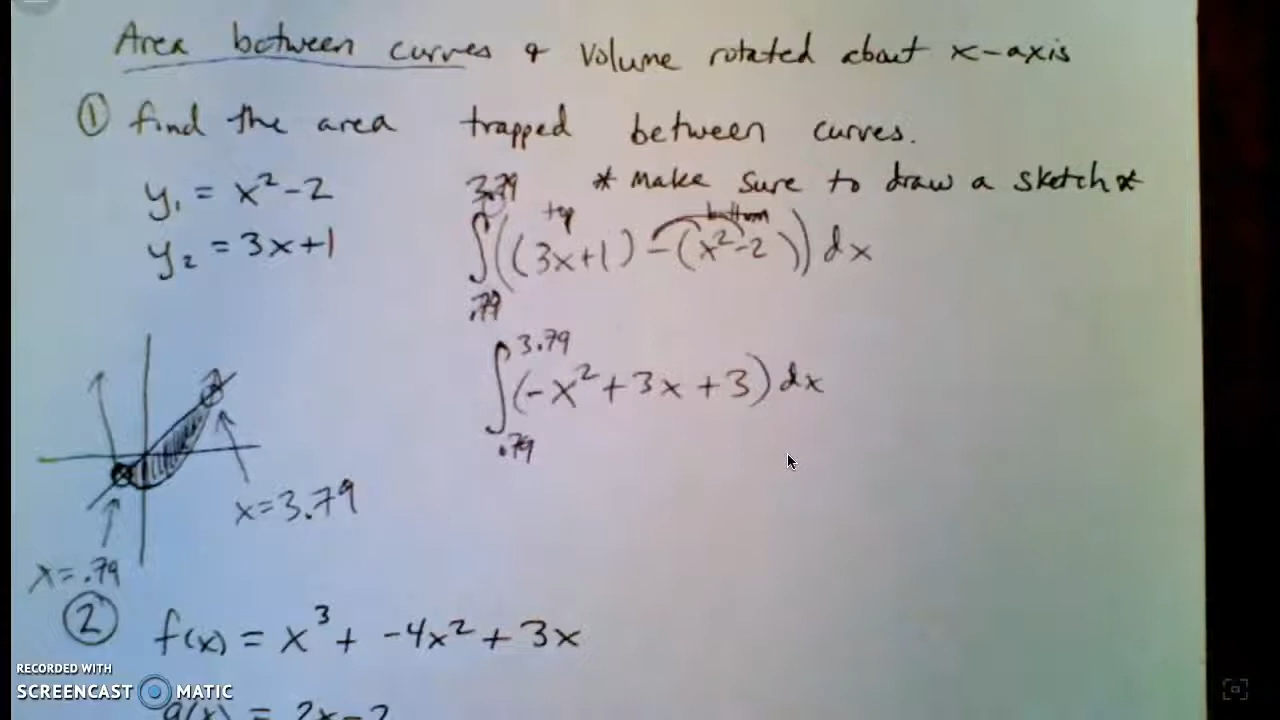 Area between curves & Volume rotated about x-axis
① find the area trapped between curves.
y₁ = x² - 2
* Make sure to draw a sketch *
y₂ = 3x + 1
3.79
top
bottom
∫((3x+1) - (x²-2)) dx
.79
3.79
∫(-x² + 3x + 3) dx
.79
x = 3.79
x = .79
② f(x) = x³ + -4x² + 3x
g(x) = 2x - 2
RECORDED WITH
SCREENCAST MATIC